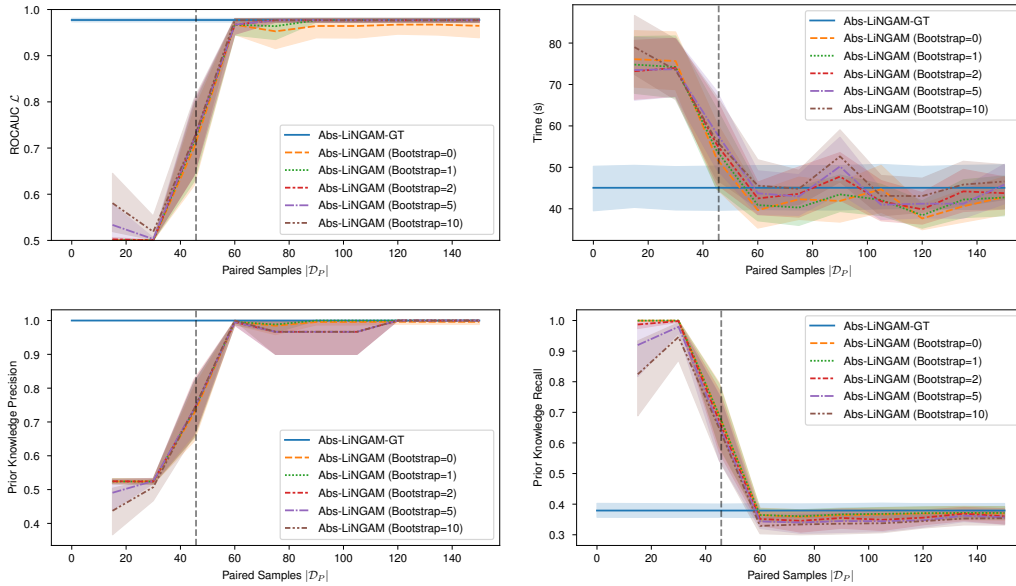 1.0
0.9
0.8
0.7
0.6
0.5
ROCAUC ℒ
0 20 40 60 80 100 120 140
Paired Samples |𝒟_P|
Abs-LiNGAM-GT
Abs-LiNGAM (Bootstrap=0)
Abs-LiNGAM (Bootstrap=1)
Abs-LiNGAM (Bootstrap=2)
Abs-LiNGAM (Bootstrap=5)
Abs-LiNGAM (Bootstrap=10)
80
70
60
50
40
Time (s)
0 20 40 60 80 100 120 140
Paired Samples |𝒟_P|
Abs-LiNGAM-GT
Abs-LiNGAM (Bootstrap=0)
Abs-LiNGAM (Bootstrap=1)
Abs-LiNGAM (Bootstrap=2)
Abs-LiNGAM (Bootstrap=5)
Abs-LiNGAM (Bootstrap=10)
1.0
0.9
0.8
0.7
0.6
0.5
0.4
Prior Knowledge Precision
0 20 40 60 80 100 120 140
Paired Samples |𝒟_P|
Abs-LiNGAM-GT
Abs-LiNGAM (Bootstrap=0)
Abs-LiNGAM (Bootstrap=1)
Abs-LiNGAM (Bootstrap=2)
Abs-LiNGAM (Bootstrap=5)
Abs-LiNGAM (Bootstrap=10)
1.0
0.9
0.8
0.7
0.6
0.5
0.4
0.3
Prior Knowledge Recall
0 20 40 60 80 100 120 140
Paired Samples |𝒟_P|
Abs-LiNGAM-GT
Abs-LiNGAM (Bootstrap=0)
Abs-LiNGAM (Bootstrap=1)
Abs-LiNGAM (Bootstrap=2)
Abs-LiNGAM (Bootstrap=5)
Abs-LiNGAM (Bootstrap=10)